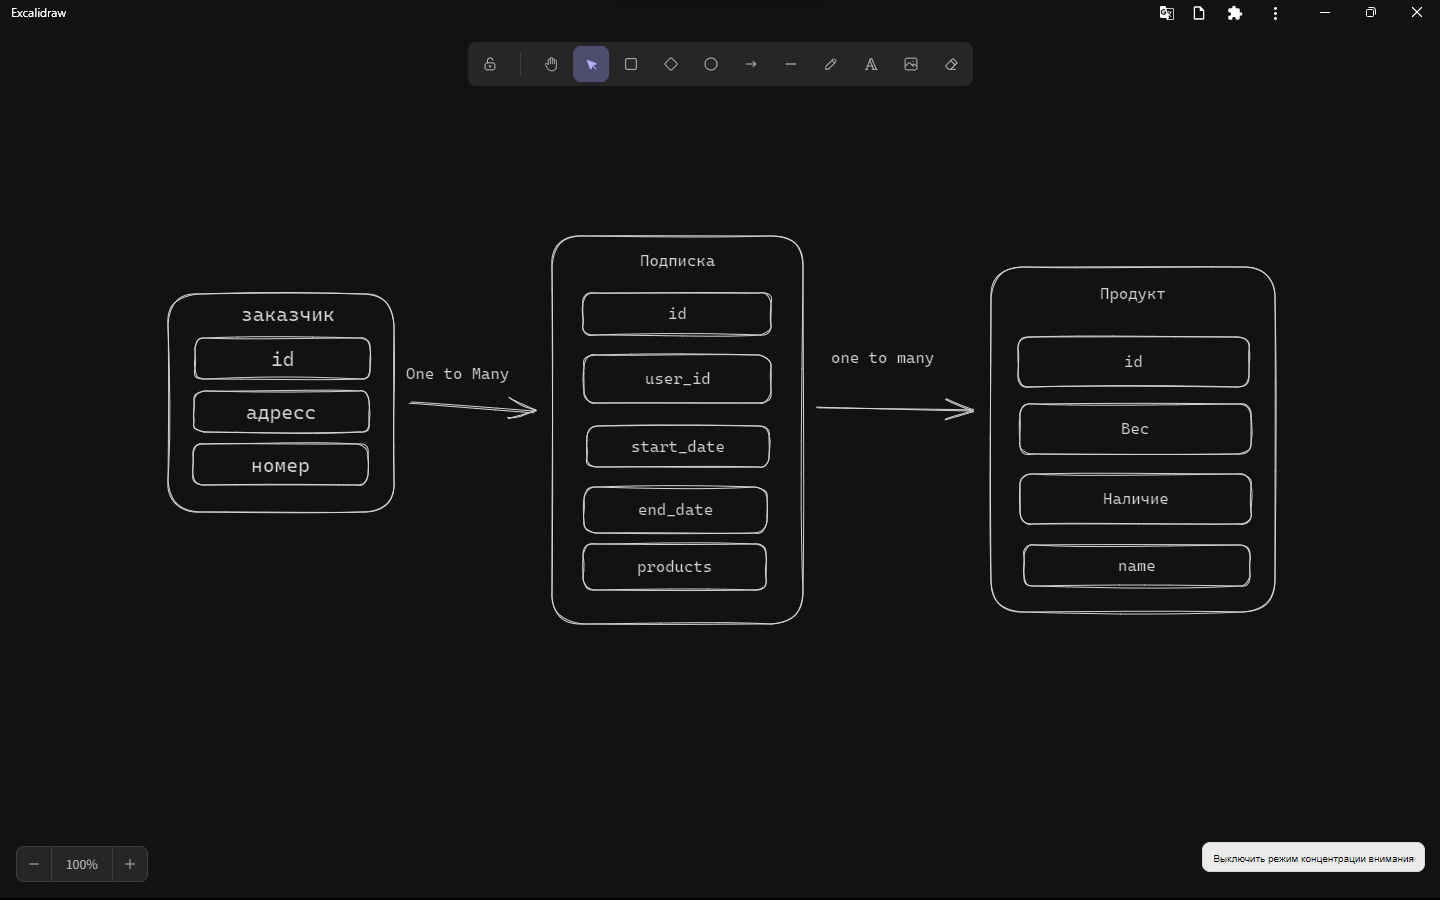 Excalidraw
заказчик
id
адресс
номер
One to Many
Подписка
id
user_id
start_date
end_date
products
one to many
Продукт
id
Вес
Наличие
name
100%
Выключить режим концентрации внимания